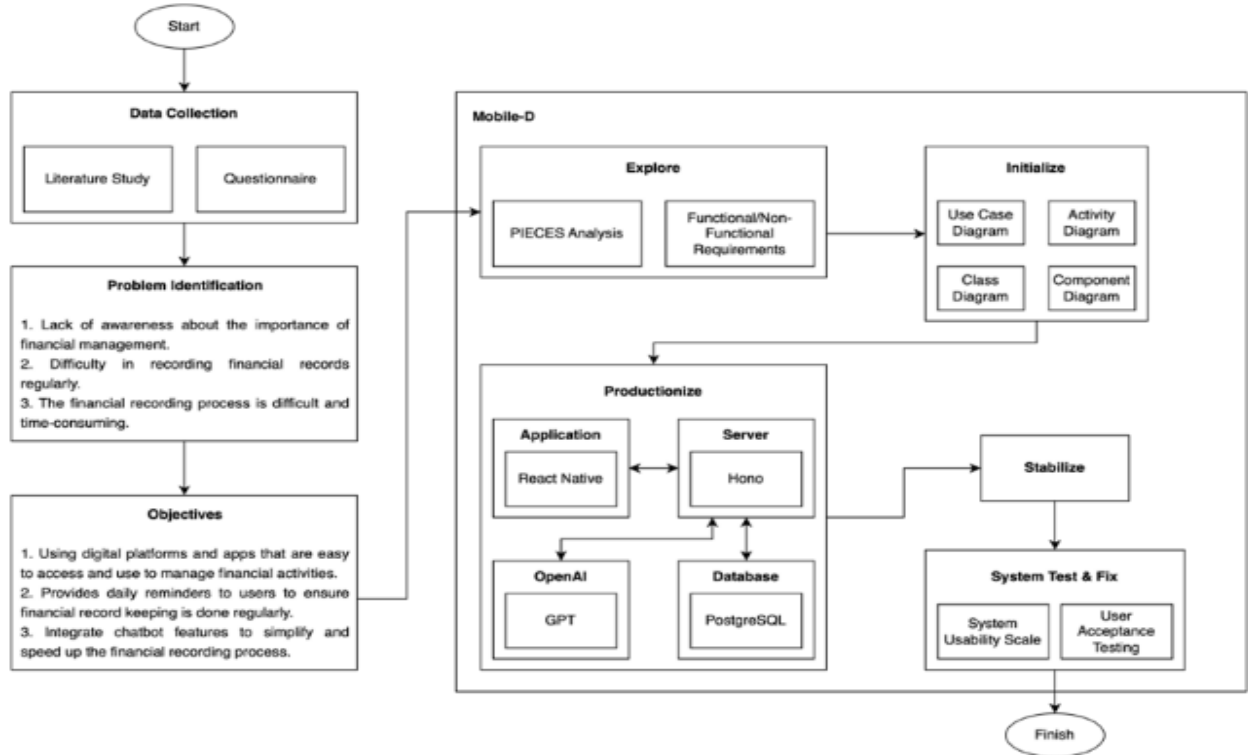 Start
Data Collection
Literature Study
Questionnaire
Problem Identification
1. Lack of awareness about the importance of
financial management.
2. Difficulty in recording financial records
regularly.
3. The financial recording process is difficult and
time-consuming.
Objectives
1. Using digital platforms and apps that are easy
to access and use to manage financial activities.
2. Provides daily reminders to users to ensure
financial record keeping is done regularly.
3. Integrate chatbot features to simplify and
speed up the financial recording process.
Mobile-D
Explore
PIECES Analysis
Functional/Non-
Functional
Requirements
Initialize
Use Case
Diagram
Activity
Diagram
Class
Diagram
Component
Diagram
Productionize
Application
React Native
Server
Hono
OpenAI
GPT
Database
PostgreSQL
Stabilize
System Test & Fix
System
Usability Scale
User
Acceptance
Testing
Finish